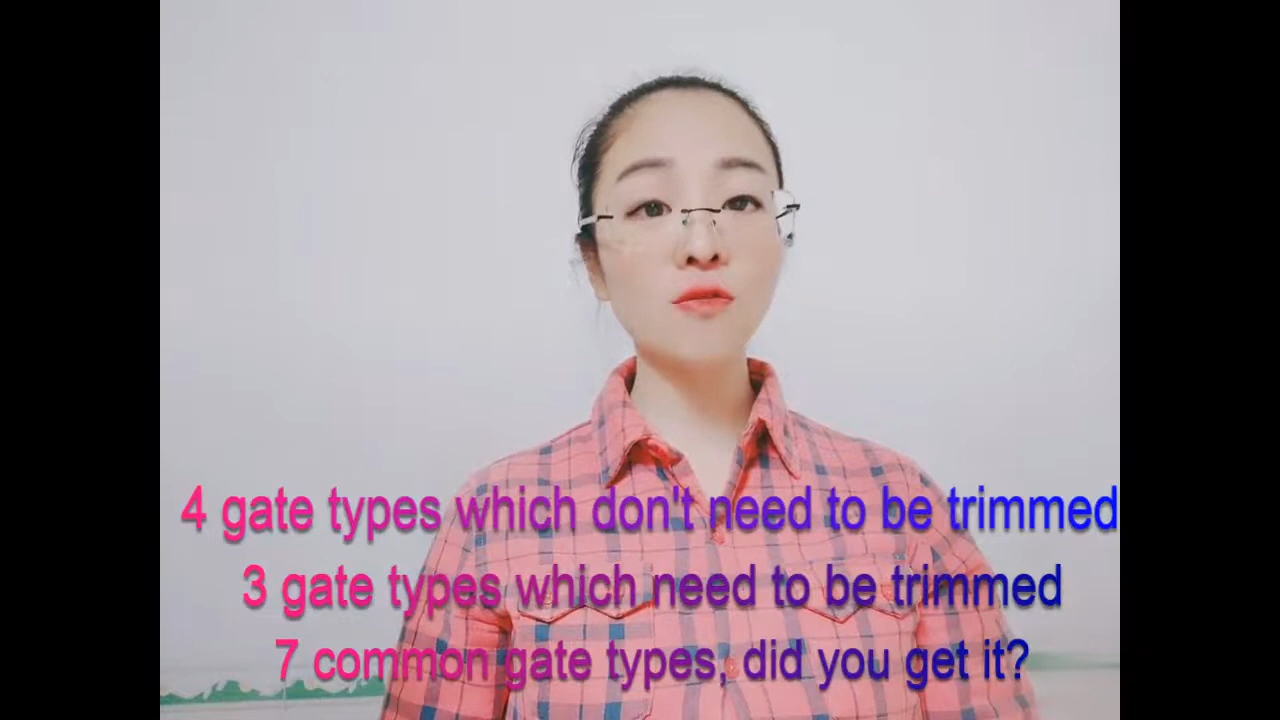 4 gate types which don't need to be trimmed
3 gate types which need to be trimmed
7 common gate types, did you get it?